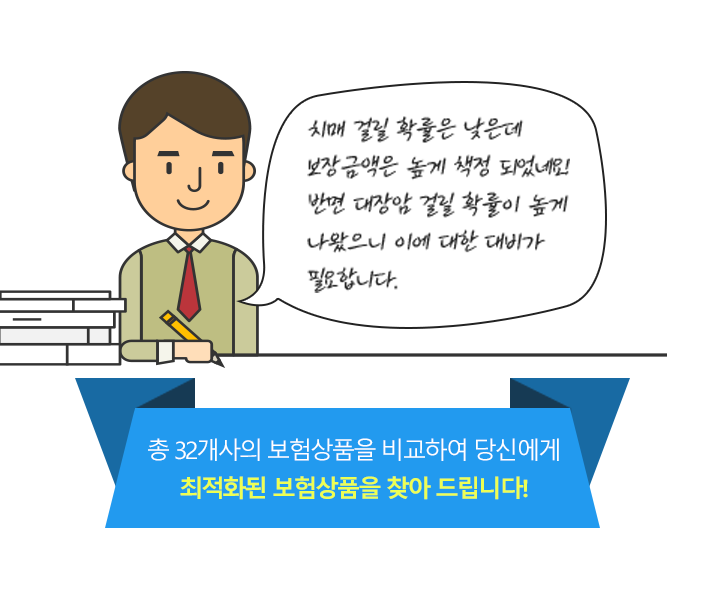 치매 걸릴 확률은 낮은데
보장금액은 높게 책정 되었네요!
반면 대장암 걸릴 확률이 높게
나왔으니 이에 대한 대비가
필요합니다.
총 32개사의 보험상품을 비교하여 당신에게
최적화된 보험상품을 찾아 드립니다!